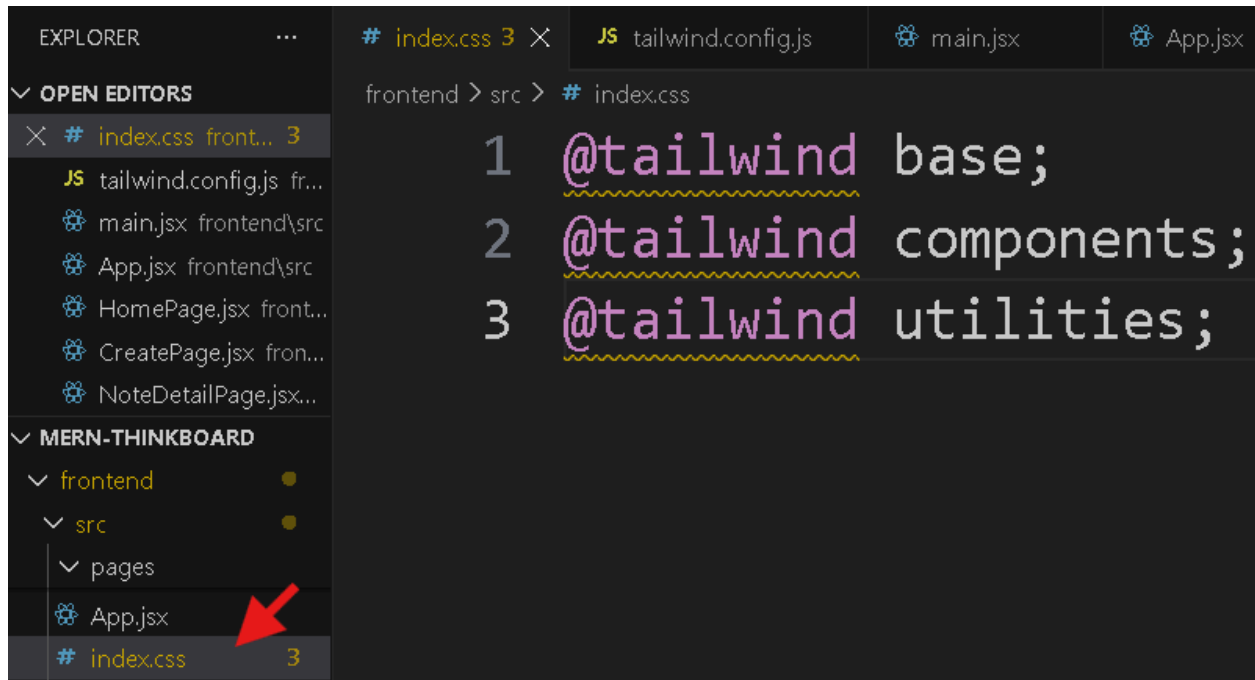 EXPLORER ...
OPEN EDITORS
# index.css front... 3
JS tailwind.config.js fr...
main.jsx frontend\src
App.jsx frontend\src
HomePage.jsx front...
CreatePage.jsx fron...
NoteDetailPage.jsx...
MERN-THINKBOARD
frontend
src
pages
App.jsx
# index.css 3
# index.css 3
JS tailwind.config.js
main.jsx
App.jsx
frontend > src > # index.css
1 @tailwind base;
2 @tailwind components;
3 @tailwind utilities;